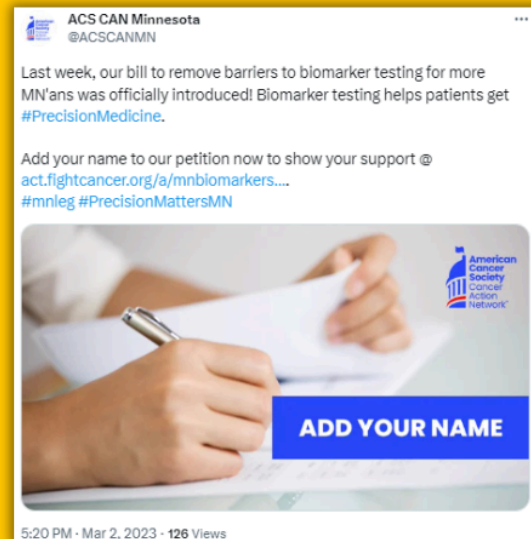 ACS CAN Minnesota
@ACSCANMN
...
Last week, our bill to remove barriers to biomarker testing for more
MN'ans was officially introduced! Biomarker testing helps patients get
#PrecisionMedicine.
Add your name to our petition now to show your support @
act.fightcancer.org/a/mnbiomarkers....
#mnleg #PrecisionMattersMN
American
Cancer
Society
Cancer
Action
Network
ADD YOUR NAME
5:20 PM · Mar 2, 2023 · 126 Views